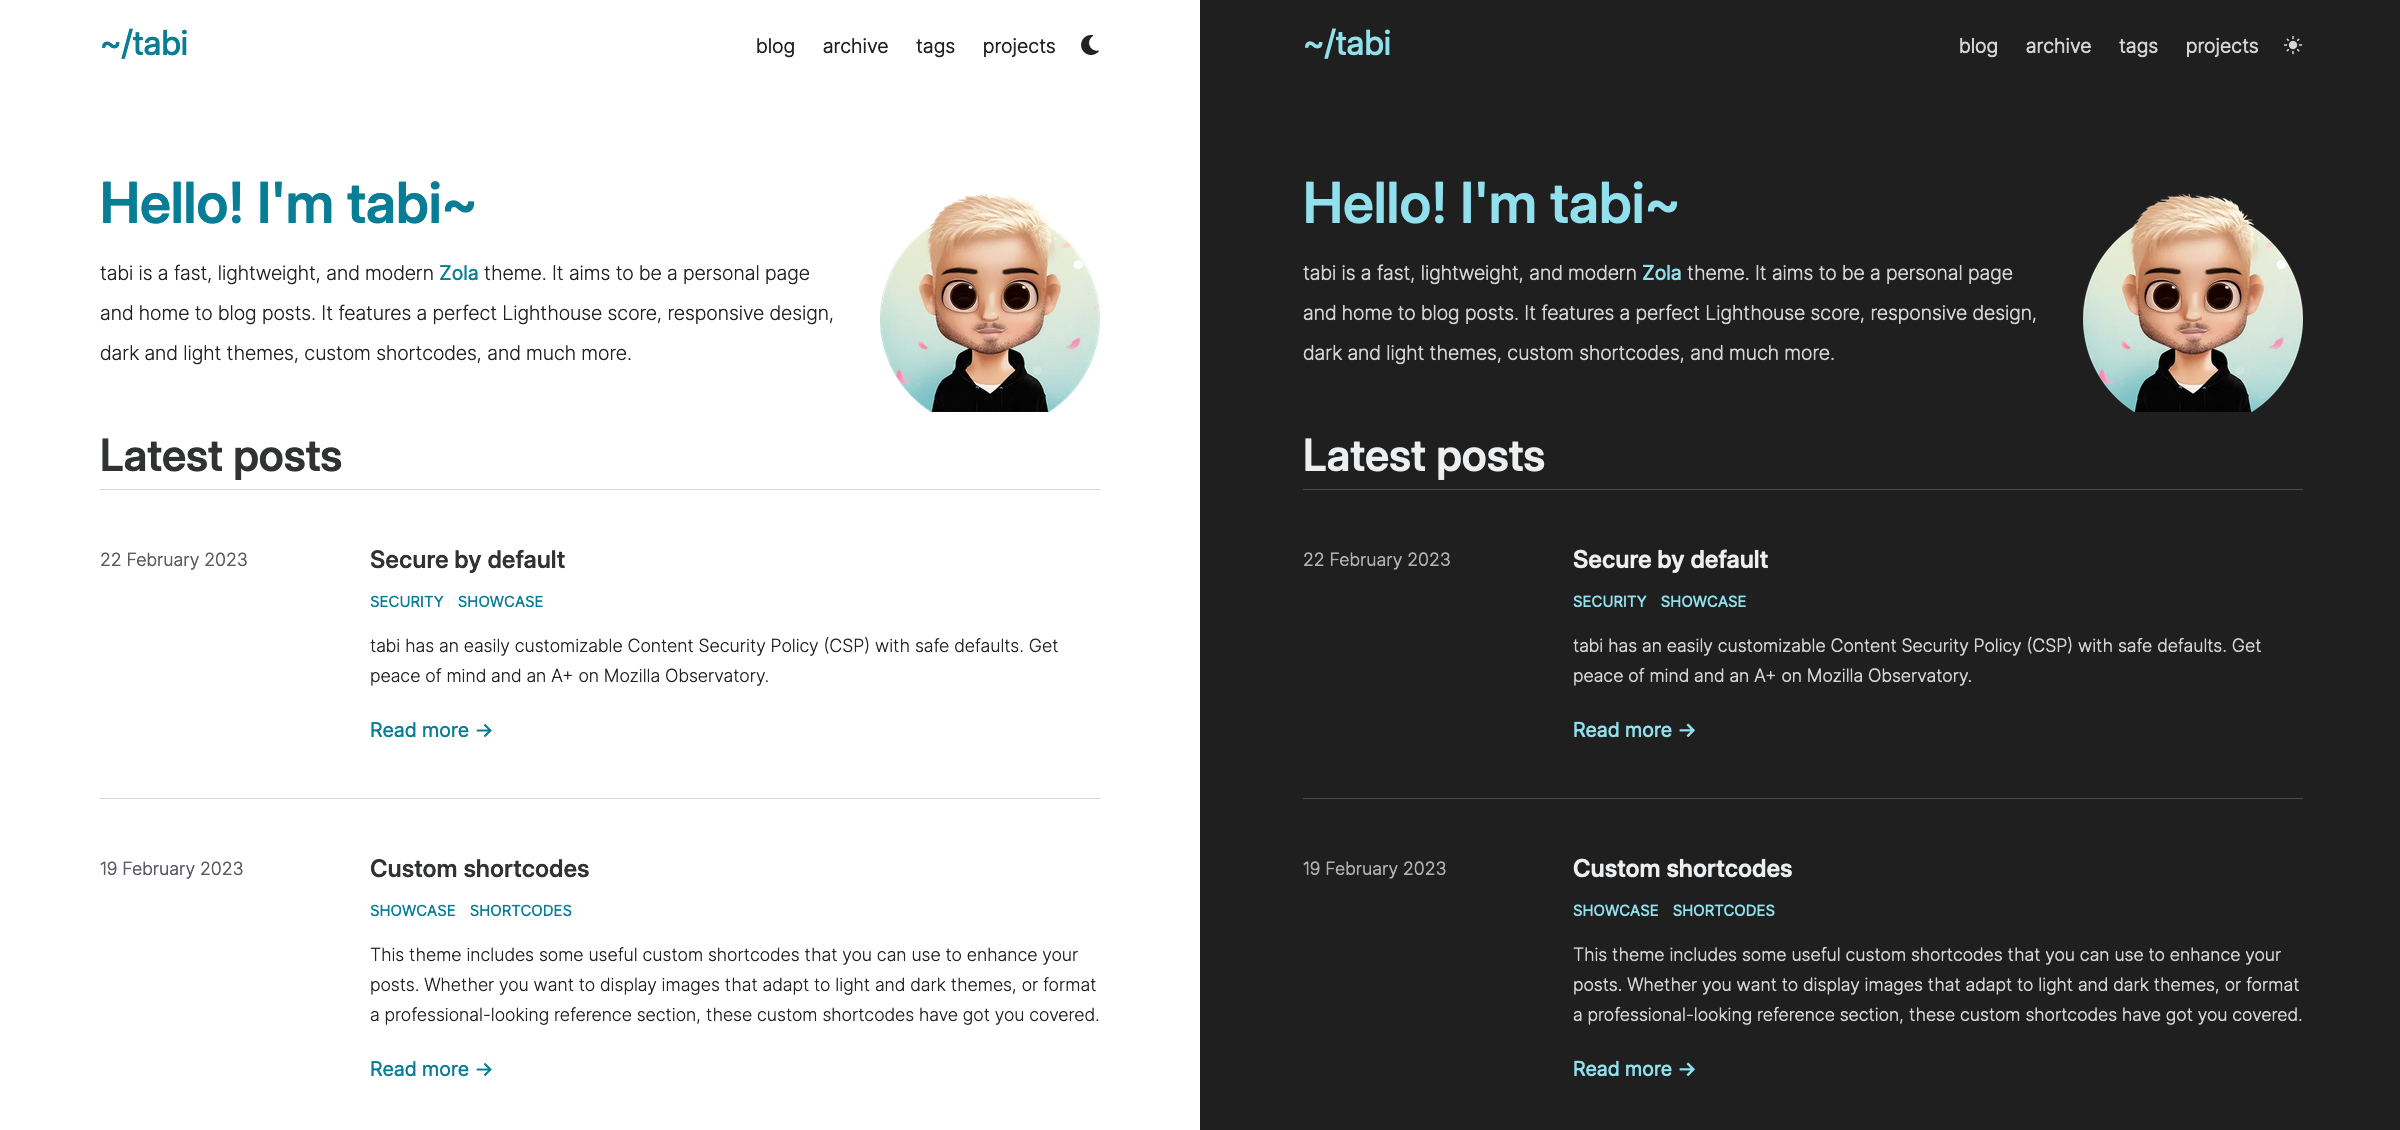 ~/tabi
blog archive tags projects
Hello! I'm tabi~
tabi is a fast, lightweight, and modern Zola theme. It aims to be a personal page
and home to blog posts. It features a perfect Lighthouse score, responsive design,
dark and light themes, custom shortcodes, and much more.
Latest posts
22 February 2023
Secure by default
SECURITY SHOWCASE
tabi has an easily customizable Content Security Policy (CSP) with safe defaults. Get
peace of mind and an A+ on Mozilla Observatory.
Read more →
19 February 2023
Custom shortcodes
SHOWCASE SHORTCODES
This theme includes some useful custom shortcodes that you can use to enhance your
posts. Whether you want to display images that adapt to light and dark themes, or format
a professional-looking reference section, these custom shortcodes have got you covered.
Read more →
~/tabi
blog archive tags projects
Hello! I'm tabi~
tabi is a fast, lightweight, and modern Zola theme. It aims to be a personal page
and home to blog posts. It features a perfect Lighthouse score, responsive design,
dark and light themes, custom shortcodes, and much more.
Latest posts
22 February 2023
Secure by default
SECURITY SHOWCASE
tabi has an easily customizable Content Security Policy (CSP) with safe defaults. Get
peace of mind and an A+ on Mozilla Observatory.
Read more →
19 February 2023
Custom shortcodes
SHOWCASE SHORTCODES
This theme includes some useful custom shortcodes that you can use to enhance your
posts. Whether you want to display images that adapt to light and dark themes, or format
a professional-looking reference section, these custom shortcodes have got you covered.
Read more →